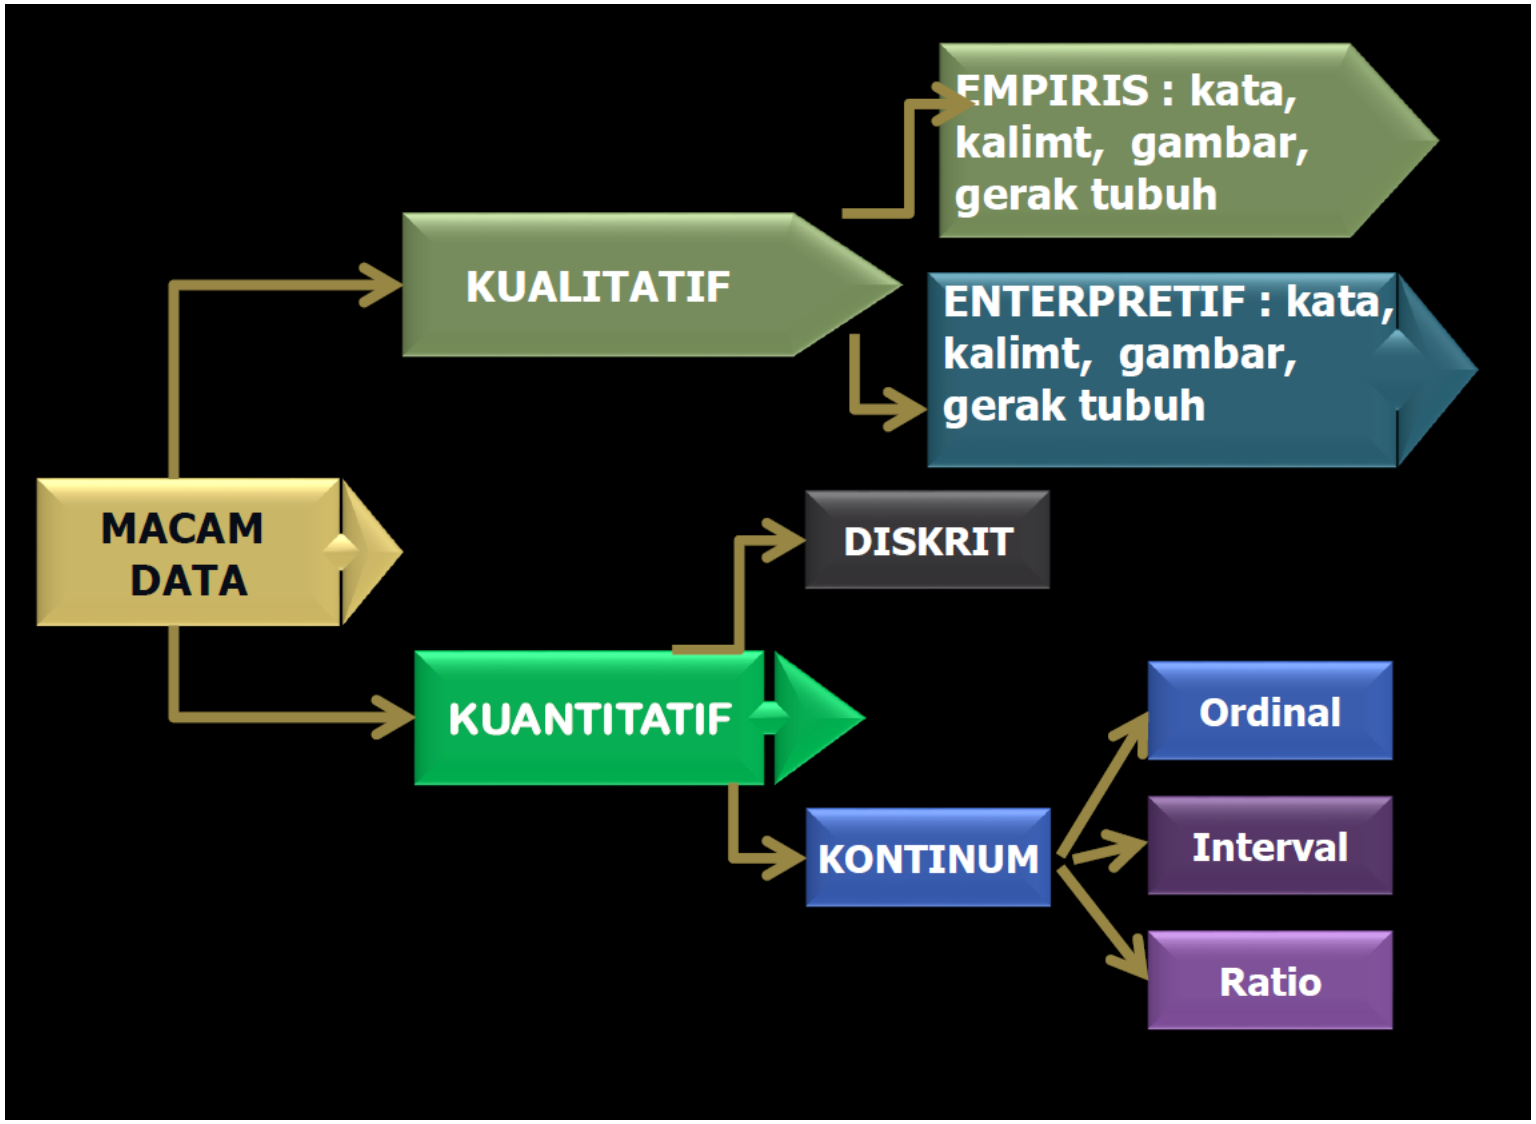 EMPIRIS : kata,
kalimt, gambar,
gerak tubuh
KUALITATIF
ENTERPRETIF : kata,
kalimt, gambar,
gerak tubuh
MACAM
DATA
DISKRIT
KUANTITATIF
Ordinal
KONTINUM
Interval
Ratio